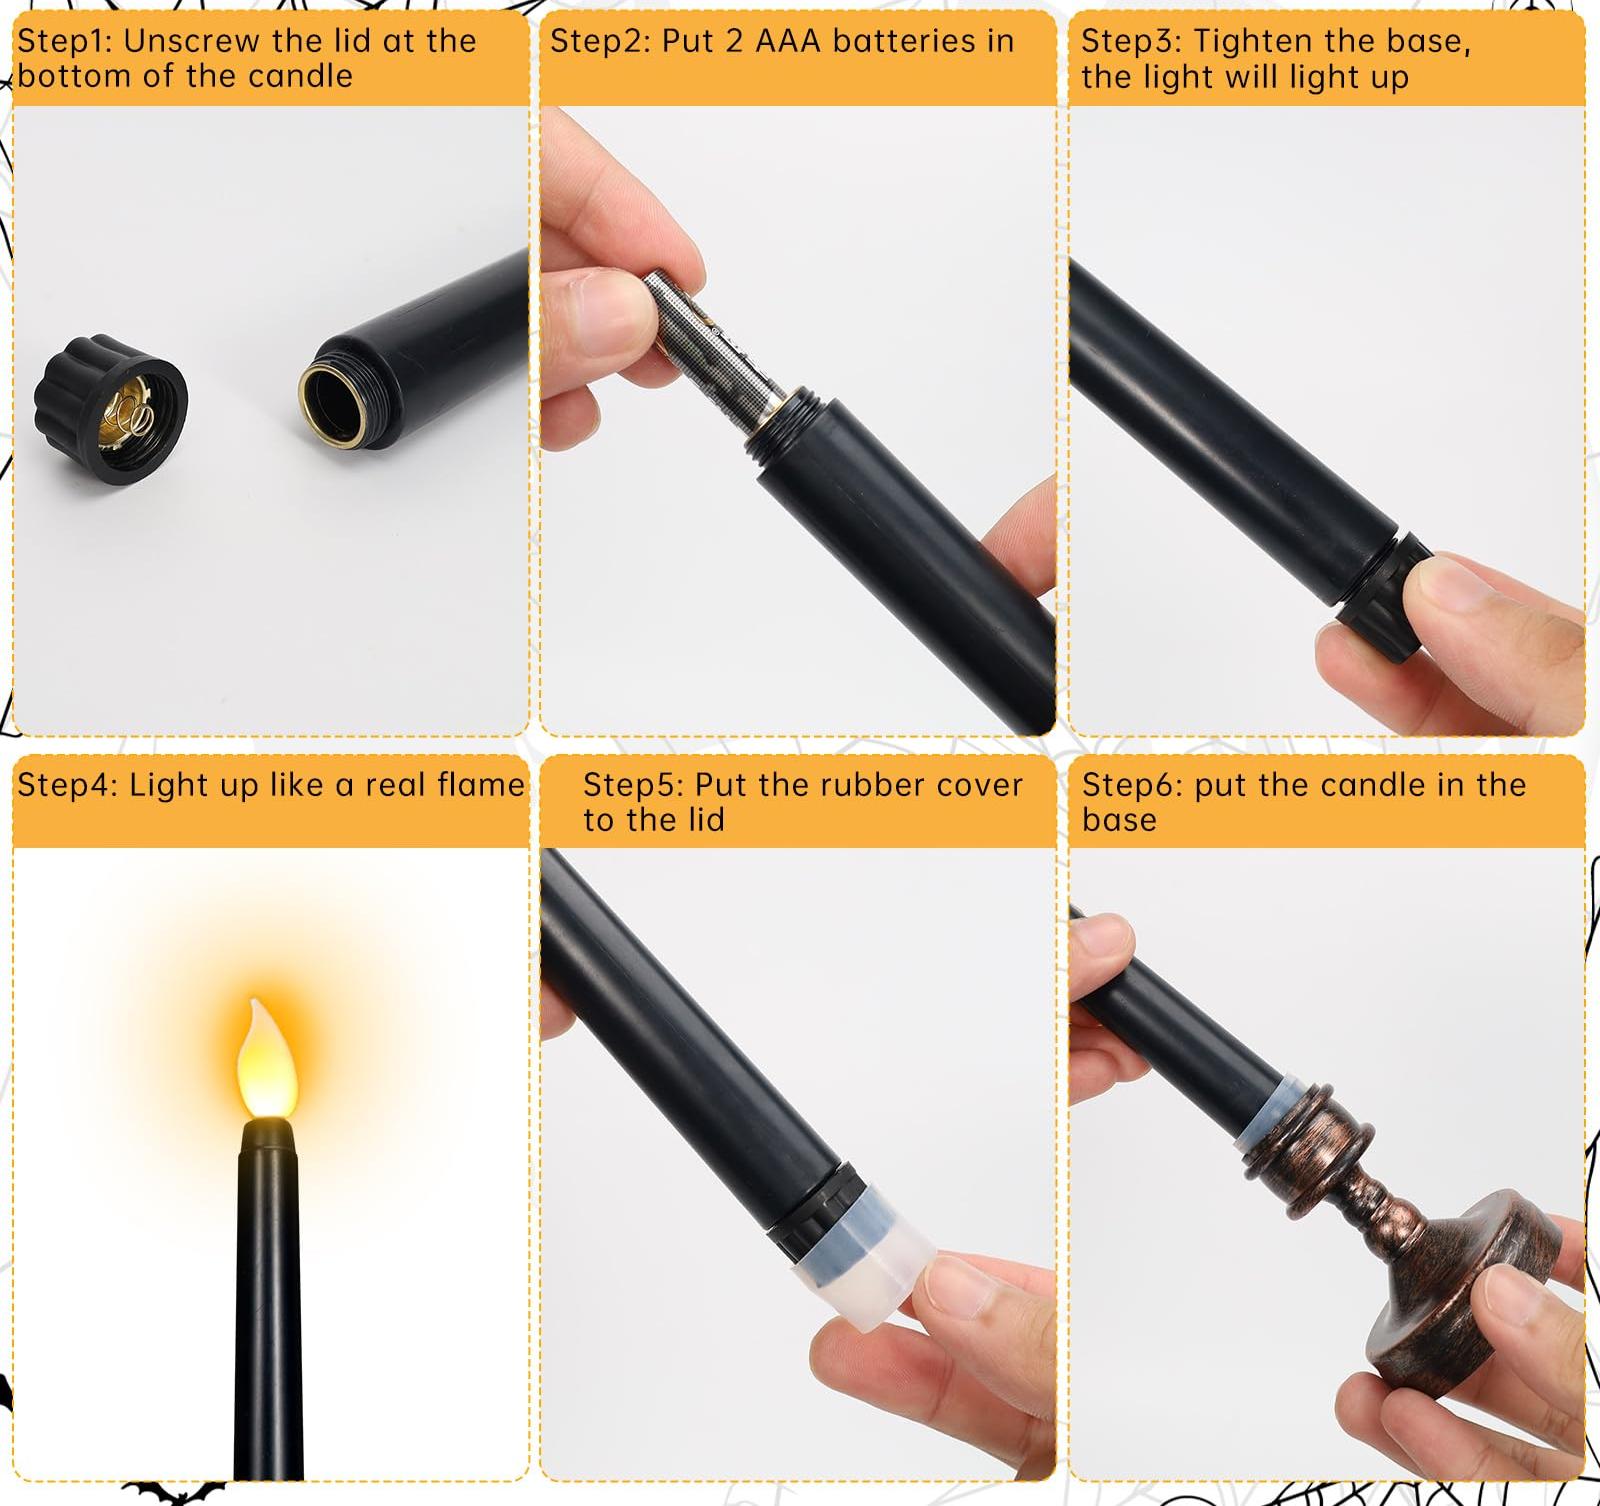 Step1: Unscrew the lid at the
bottom of the candle
Step2: Put 2 AAA batteries in
Step3: Tighten the base,
the light will light up
Step4: Light up like a real flame
Step5: Put the rubber cover
to the lid
Step6: put the candle in the
base